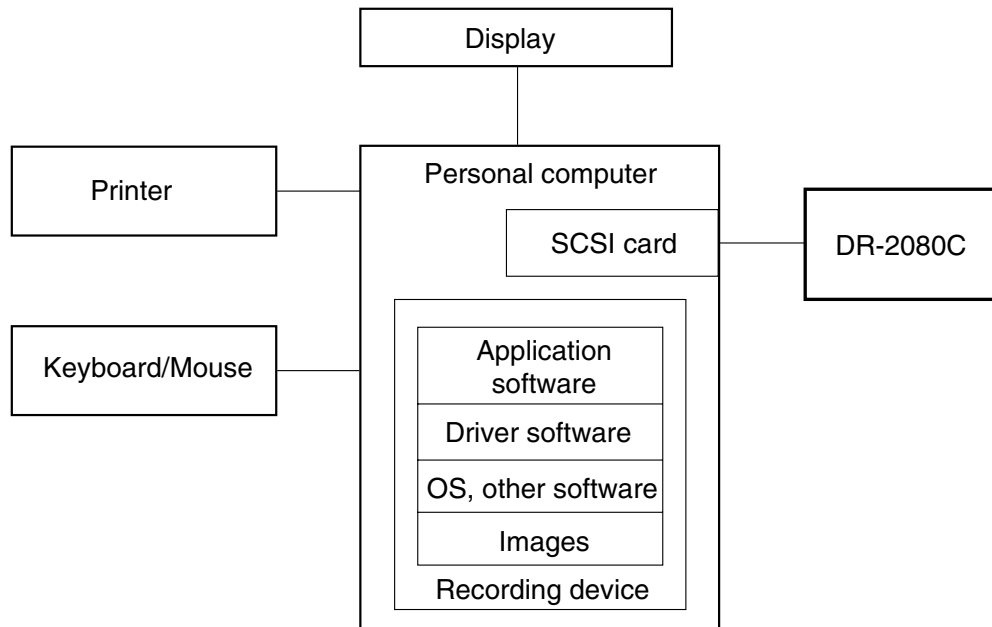 Display
Printer
Personal computer
SCSI card
DR-2080C
Keyboard/Mouse
Application
software
Driver software
OS, other software
Images
Recording device